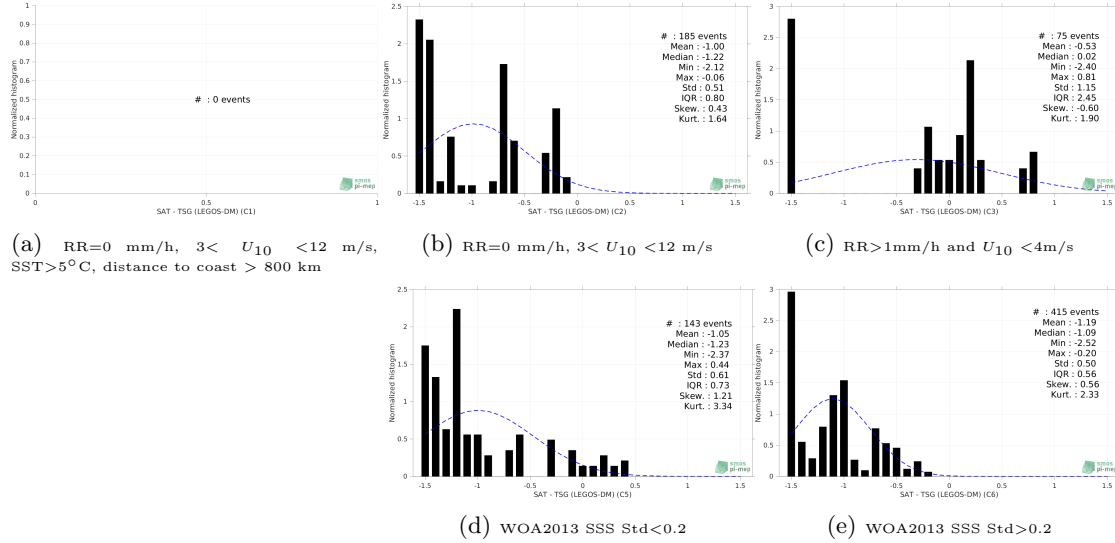 Normalized histogram
1
0.9
0.8
0.7
0.6
0.5
0.4
0.3
0.2
0.1
0
# : 0 events
0
0.5
1
SAT - TSG (LEGOS-DM) (C1)
smos
pi-mep
(a) RR=0 mm/h, 3< U10 <12 m/s,
SST>5°C, distance to coast > 800 km
Normalized histogram
2.5
2
1.5
1
0.5
0
# : 185 events
Mean : -1.00
Median : -1.22
Min : -2.12
Max : -0.06
Std : 0.51
IQR : 0.80
Skew. : 0.43
Kurt. : 1.64
-1.5
-1
-0.5
0
0.5
1
1.5
SAT - TSG (LEGOS-DM) (C2)
smos
pi-mep
(b) RR=0 mm/h, 3< U10 <12 m/s
Normalized histogram
3
2.5
2
1.5
1
0.5
0
# : 75 events
Mean : -0.53
Median : 0.02
Min : -2.40
Max : 0.81
Std : 1.15
IQR : 2.45
Skew. : -0.60
Kurt. : 1.90
-1.5
-1
-0.5
0
0.5
1
1.5
SAT - TSG (LEGOS-DM) (C3)
smos
pi-mep
(c) RR>1mm/h and U10 <4m/s
Normalized histogram
2.5
2
1.5
1
0.5
0
# : 143 events
Mean : -1.05
Median : -1.23
Min : -2.37
Max : 0.44
Std : 0.61
IQR : 0.73
Skew. : 1.21
Kurt. : 3.34
-1.5
-1
-0.5
0
0.5
1
1.5
SAT - TSG (LEGOS-DM) (C5)
smos
pi-mep
(d) WOA2013 SSS Std<0.2
Normalized histogram
3
2.5
2
1.5
1
0.5
0
# : 415 events
Mean : -1.19
Median : -1.09
Min : -2.52
Max : -0.20
Std : 0.50
IQR : 0.56
Skew. : 0.56
Kurt. : 2.33
-1.5
-1
-0.5
0
0.5
1
1.5
SAT - TSG (LEGOS-DM) (C6)
smos
pi-mep
(e) WOA2013 SSS Std>0.2